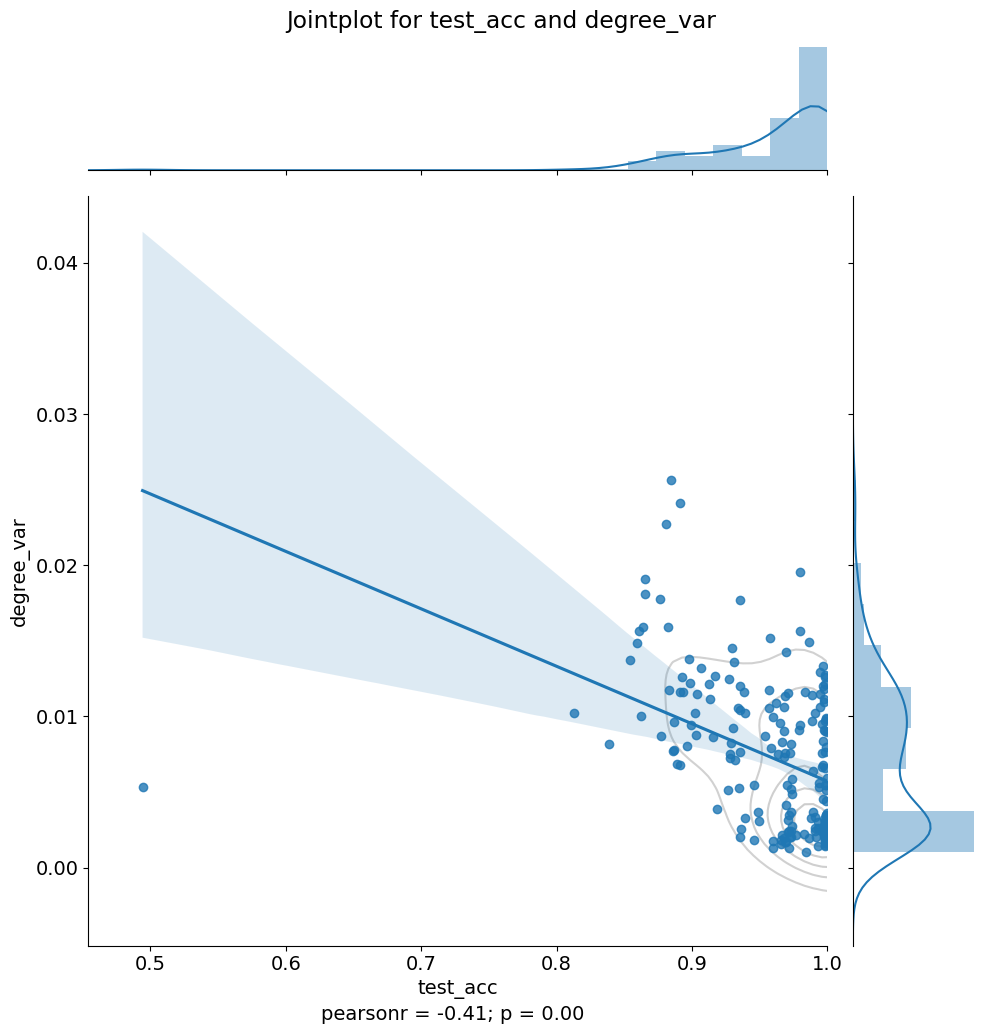 Jointplot for test_acc and degree_var
0.04
0.03
0.02
0.01
0.00
degree_var
0.5 0.6 0.7 0.8 0.9 1.0
test_acc
pearsonr = -0.41; p = 0.00